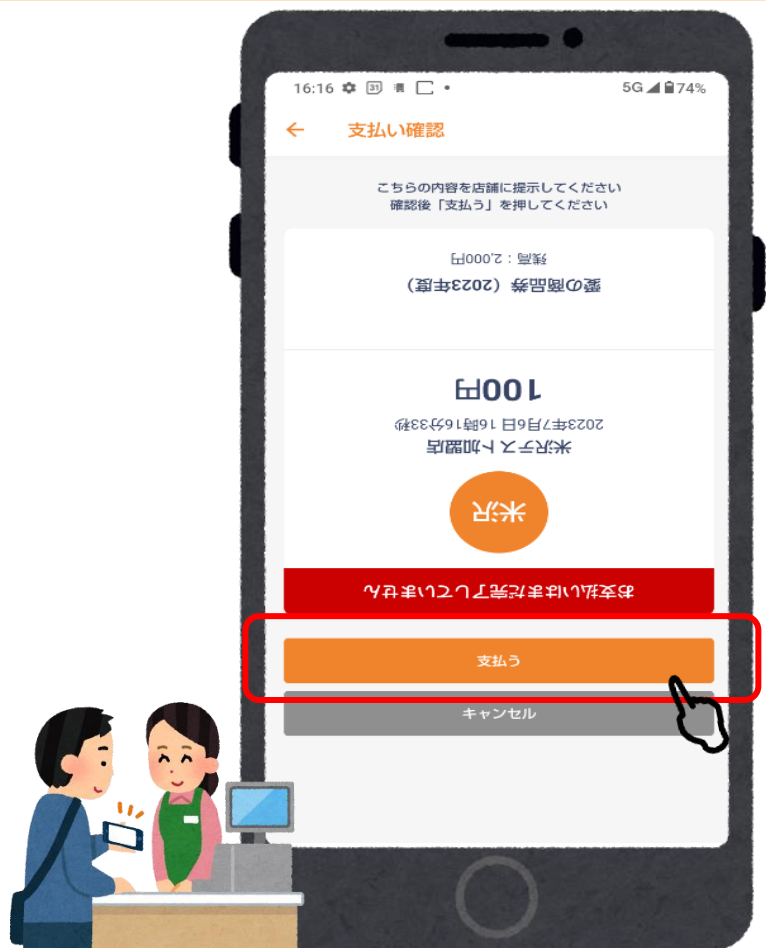 16:16 31 5G 74%
← 支払い確認
こちらの内容を店舗に提示してください
確認後「支払う」を押してください
お支払いはまだ完了していません
米沢
米沢テスト加盟店
2023年7月6日 16時16分33秒
100円
愛の商品券（2023年度）
残高：2,000円
支払う
キャンセル